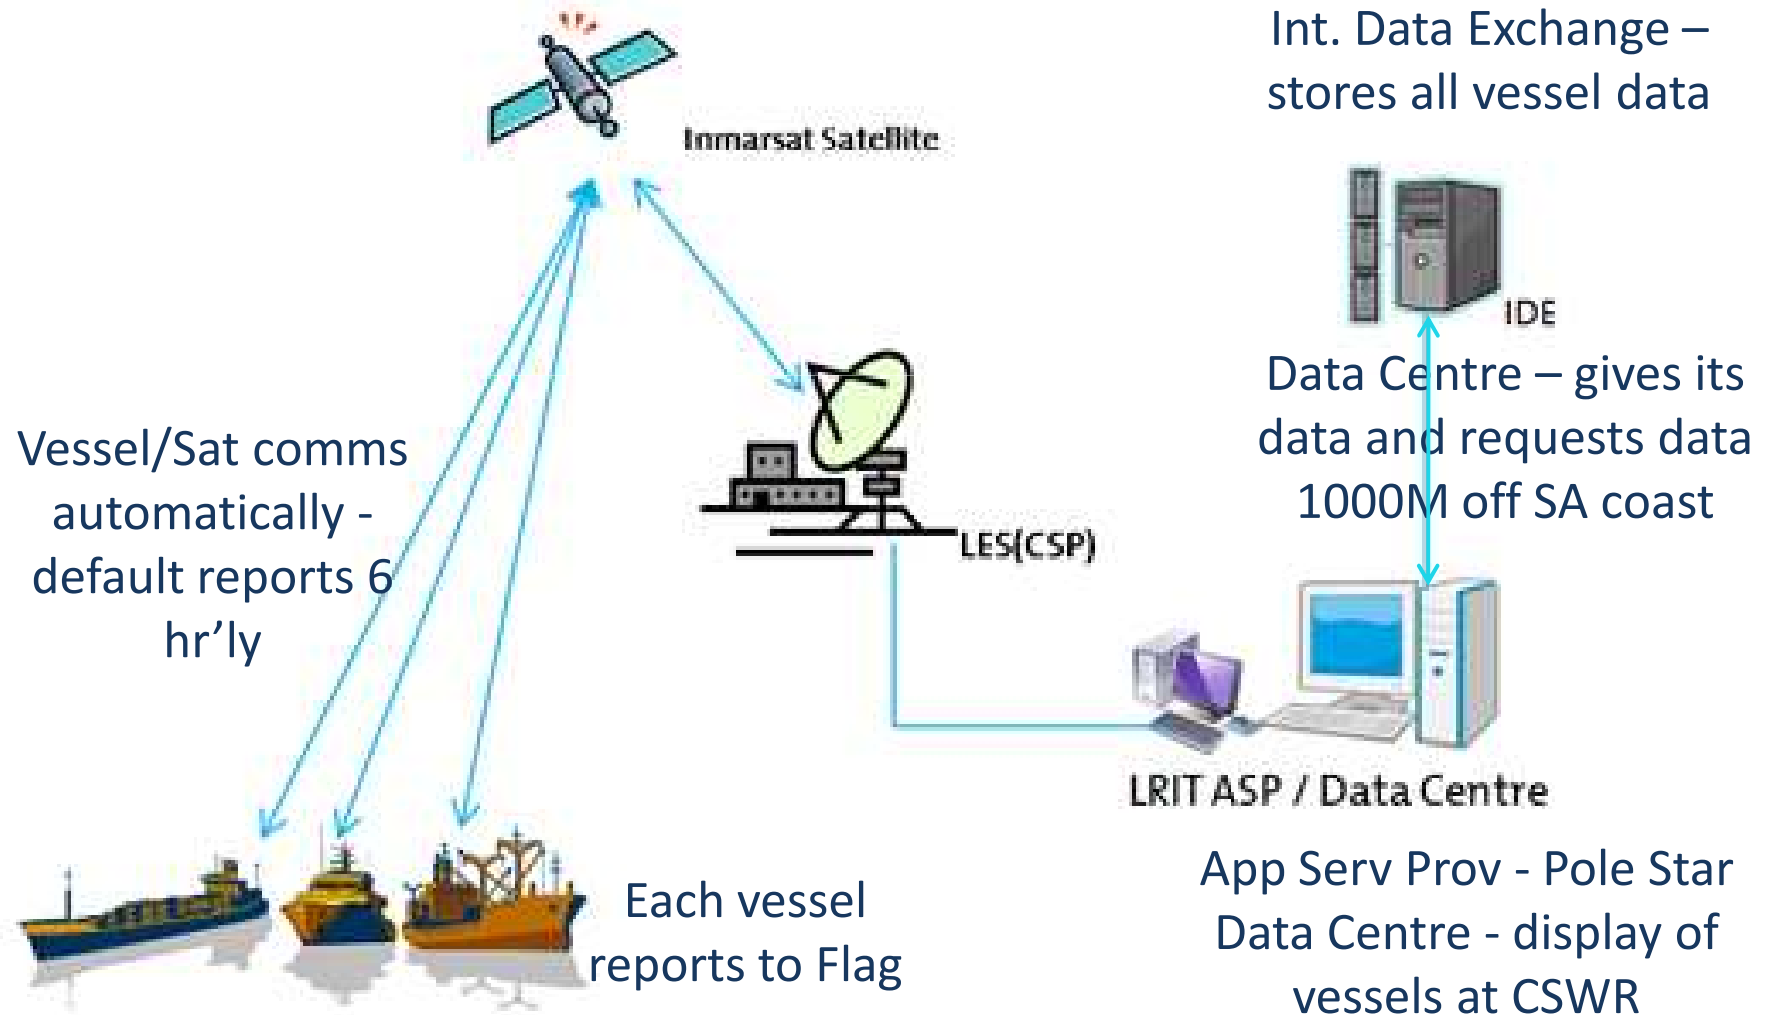 Int. Data Exchange –
stores all vessel data
Inmarsat Satellite
IDE
Data Centre – gives its
data and requests data
1000M off SA coast
Vessel/Sat comms
automatically -
default reports 6
hr’ly
LES(CSP)
LRIT ASP / Data Centre
Each vessel
reports to Flag
App Serv Prov - Pole Star
Data Centre - display of
vessels at CSWR